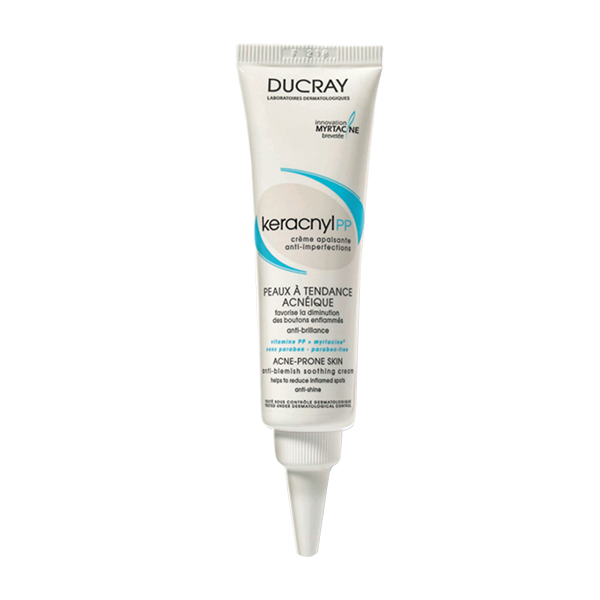 DUCRAY
LABORATOIRES DERMATOLOGIQUES
innovation
MYRTACINE
brevetée
keracnyl PP
crème apaisante
anti-imperfections
PEAUX À TENDANCE
ACNÉIQUE
favorise la diminution
des boutons enflammés
anti-brillance
vitamine PP + myrtacine®
sans paraben - paraben-free
ACNE-PRONE SKIN
anti-blemish soothing cream
helps to reduce inflamed spots
anti-shine
TESTÉ SOUS CONTRÔLE DERMATOLOGIQUE
TESTED UNDER DERMATOLOGICAL CONTROL